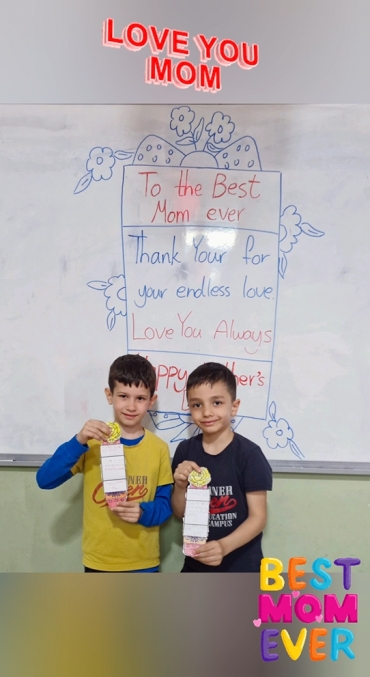 LOVE YOU
MOM
To the Best
Mom ever
Thank Your for
your endless love.
Love You Always
BEST
MOM
EVER